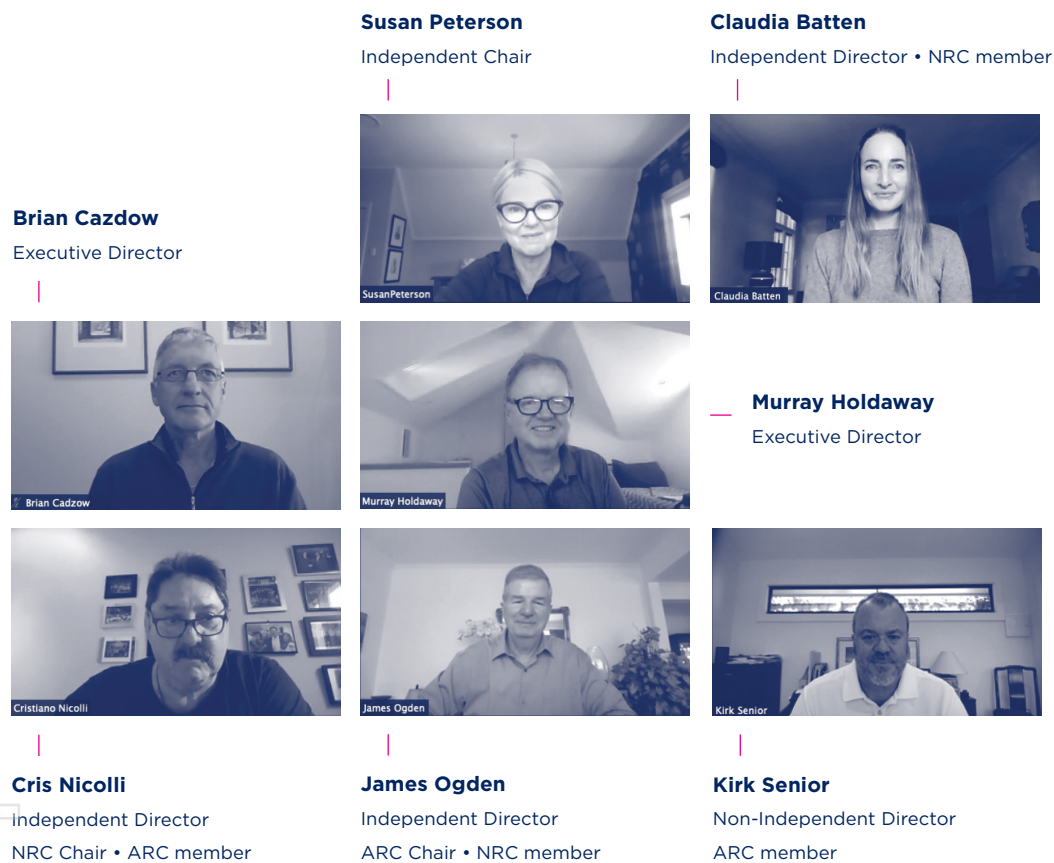 Susan Peterson
Independent Chair
Claudia Batten
Independent Director • NRC member
SusanPeterson
Claudia Batten
Brian Cazdow
Executive Director
Brian Cadzow
Murray Holdaway
Murray Holdaway
Executive Director
Cristiano Nicolli
James Ogden
Kirk Senior
Cris Nicolli
Independent Director
NRC Chair • ARC member
James Ogden
Independent Director
ARC Chair • NRC member
Kirk Senior
Non-Independent Director
ARC member